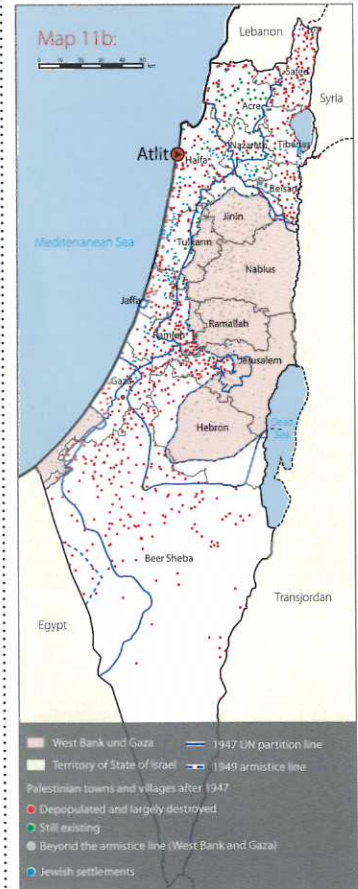 Map 11b:
Lebanon
Safed
Syria
Acre
Nazareth
Tiberias
Atlit
Haifa
Beisan
Jinin
Mediterranean Sea
Tulkarm
Nablus
Jaffa
Ramleh
Ramallah
Jerusalem
Gaza
Hebron
Dead
Sea
Beer Sheba
Transjordan
Egypt
West Bank und Gaza
1947 UN partition line
Territory of State of Israel
1949 armistice line
Palestinian towns and villages after 1947
Depopulated and largely destroyed
Still existing
Beyond the armistice line (West Bank and Gaza)
Jewish settlements